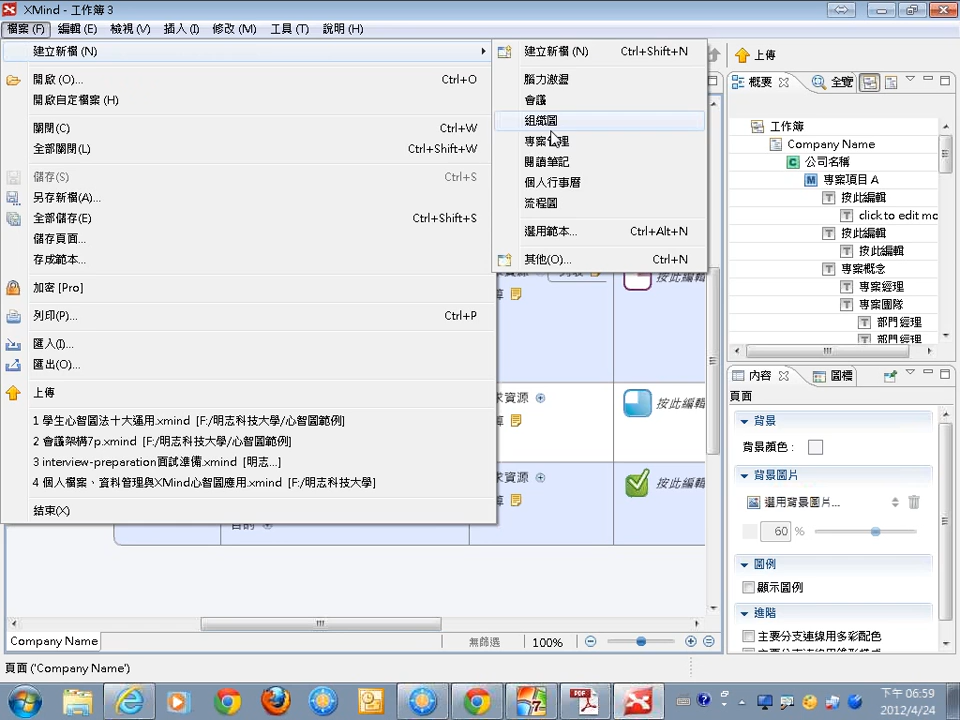 XMind - 工作簿 3
檔案 (F) 編輯 (E) 檢視 (V) 插入 (I) 修改 (M) 工具 (T) 說明 (H)
建立新檔 (N)
開啟 (O)... Ctrl+O
開啟自定檔案 (H)
關閉(C) Ctrl+W
全部關閉(L) Ctrl+Shift+W
儲存(S) Ctrl+S
另存新檔(A)...
全部儲存(E) Ctrl+Shift+S
儲存頁面...
存成範本...
加密 [Pro]
列印(P)... Ctrl+P
匯入(I)...
匯出(O)...
上傳
1 學生心智圖法十大運用.xmind [F:/明志科技大學/心智圖範例]
2 會議架構7p.xmind [F:/明志科技大學/心智圖範例]
3 interview-preparation面試準備.xmind [明志...]
4 個人檔案、資料管理與XMind心智圖應用.xmind [F:/明志科技大學]
結束(X)
建立新檔 (N) Ctrl+Shift+N
腦力激盪
會議
組織圖
專案管理
閱讀筆記
個人行事曆
流程圖
選用範本... Ctrl+Alt+N
其他(O)... Ctrl+N
按此編輯
求資源
按此編輯
求資源
按此編輯
目的
上傳
概要 全覽
工作簿
Company Name
公司名稱
專案項目 A
按此編輯
click to edit mo
按此編輯
按此編輯
專案概念
專案經理
專案團隊
部門經理
部門經理
內容 圖標
頁面
背景
背景顏色：
背景圖片
選用背景圖片...
60 %
圖例
顯示圖例
進階
主要分支連線用多彩配色
Company Name
無篩選 100%
頁面 ('Company Name')
下午 06:59
2012/4/24